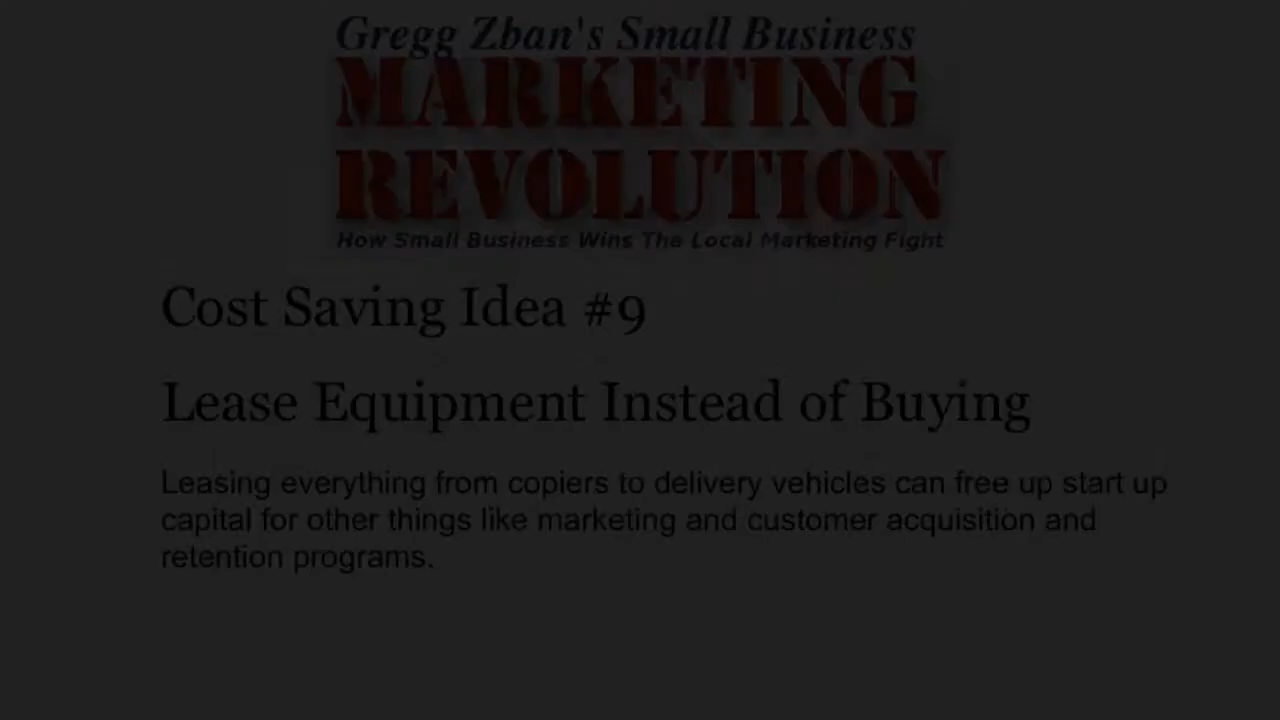 Gregg Zban's Small Business
MARKETING
REVOLUTION
How Small Business Wins The Local Marketing Fight
Cost Saving Idea #9
Lease Equipment Instead of Buying
Leasing everything from copiers to delivery vehicles can free up start up
capital for other things like marketing and customer acquisition and
retention programs.